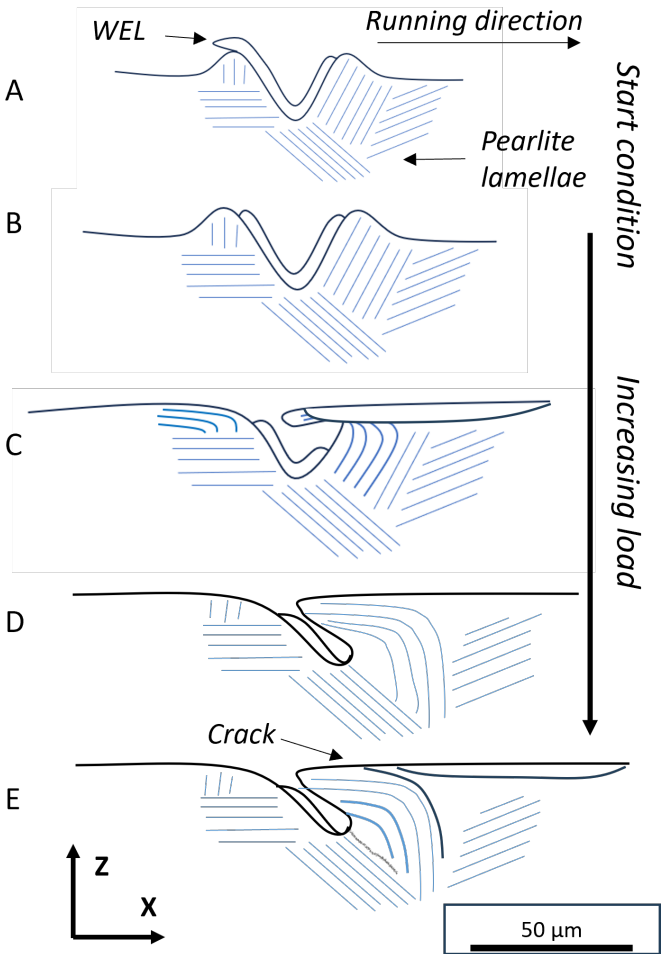 WEL
Running direction
A
Pearlite
lamellae
Start condition
B
Increasing load
C
D
Crack
E
Z
X
50 µm